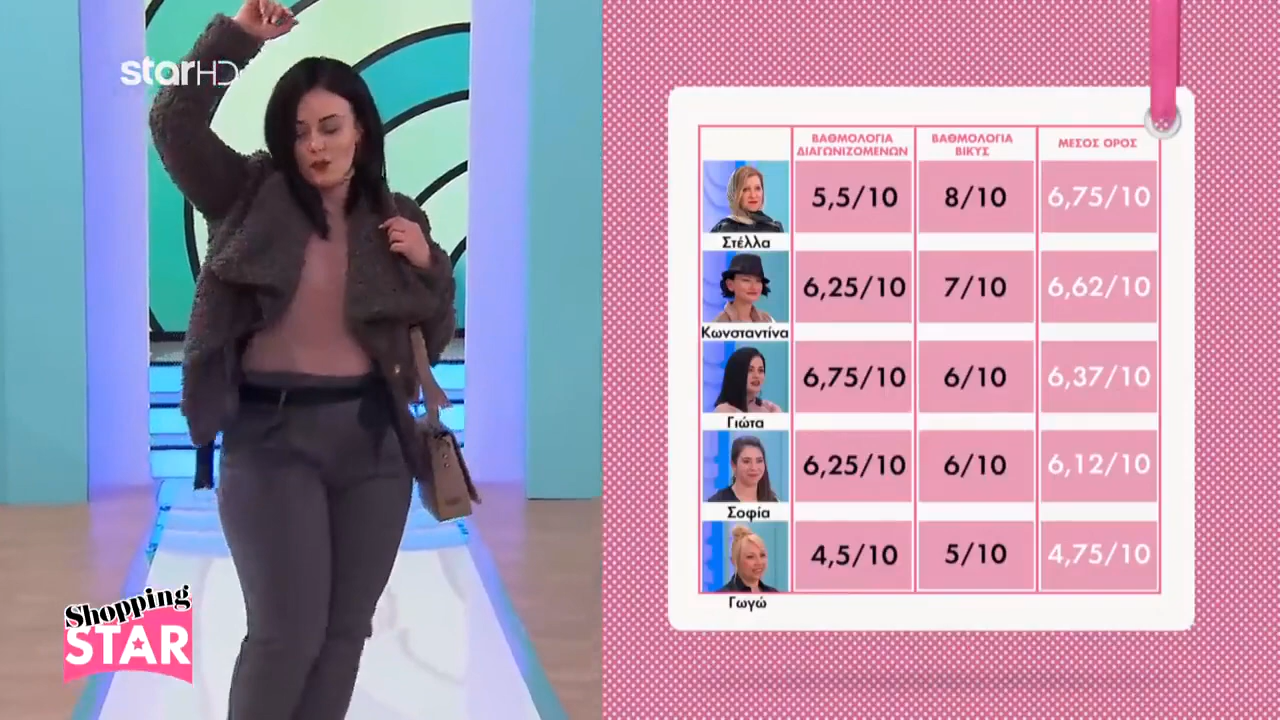 starHD
ΒΑΘΜΟΛΟΓΙΑ ΔΙΑΓΩΝΙΖΟΜΕΝΩΝ
ΒΑΘΜΟΛΟΓΙΑ ΒΙΚΥΣ
ΜΕΣΟΣ ΟΡΟΣ
Στέλλα
5,5/10
8/10
6,75/10
Κωνσταντίνα
6,25/10
7/10
6,62/10
Γιώτα
6,75/10
6/10
6,37/10
Σοφία
6,25/10
6/10
6,12/10
Γωγώ
4,5/10
5/10
4,75/10
Shopping
STAR